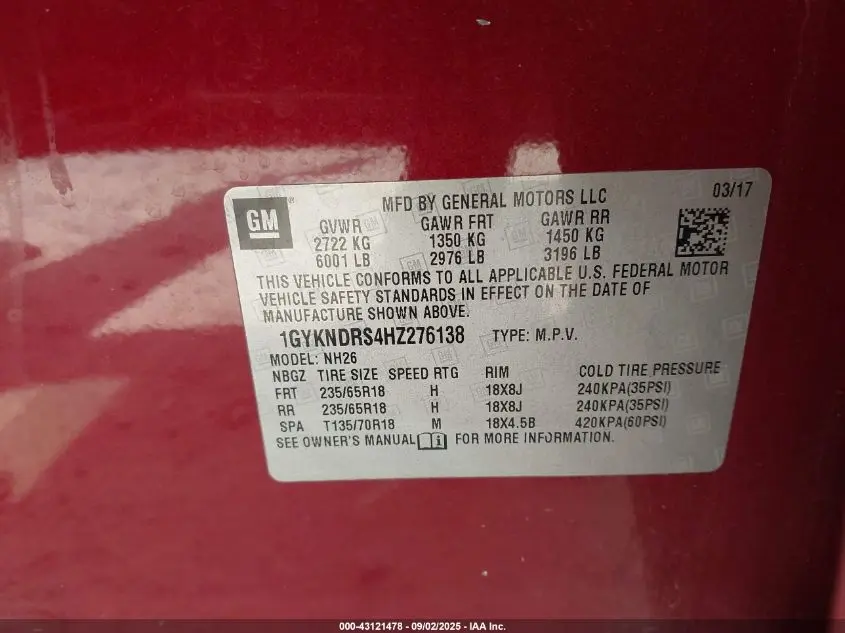 GM
MFD BY GENERAL MOTORS LLC 03/17
GVWR GAWR FRT GAWR RR
2722 KG 1350 KG 1450 KG
6001 LB 2976 LB 3196 LB
THIS VEHICLE CONFORMS TO ALL APPLICABLE U.S. FEDERAL MOTOR
VEHICLE SAFETY STANDARDS IN EFFECT ON THE DATE OF
MANUFACTURE SHOWN ABOVE.
1GYKNDRS4HZ276138 TYPE: M.P.V.
MODEL: NH26
NBGZ TIRE SIZE SPEED RTG RIM COLD TIRE PRESSURE
FRT 235/65R18 H 18X8J 240KPA(35PSI)
RR 235/65R18 H 18X8J 240KPA(35PSI)
SPA T135/70R18 M 18X4.5B 420KPA(60PSI)
SEE OWNER'S MANUAL FOR MORE INFORMATION.
000-43121478 - 09/02/2025 - IAA Inc.